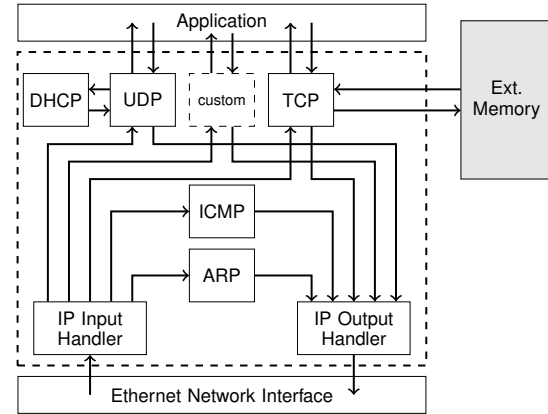 Application
DHCP
UDP
custom
TCP
Ext.
Memory
ICMP
ARP
IP Input
Handler
IP Output
Handler
Ethernet Network Interface